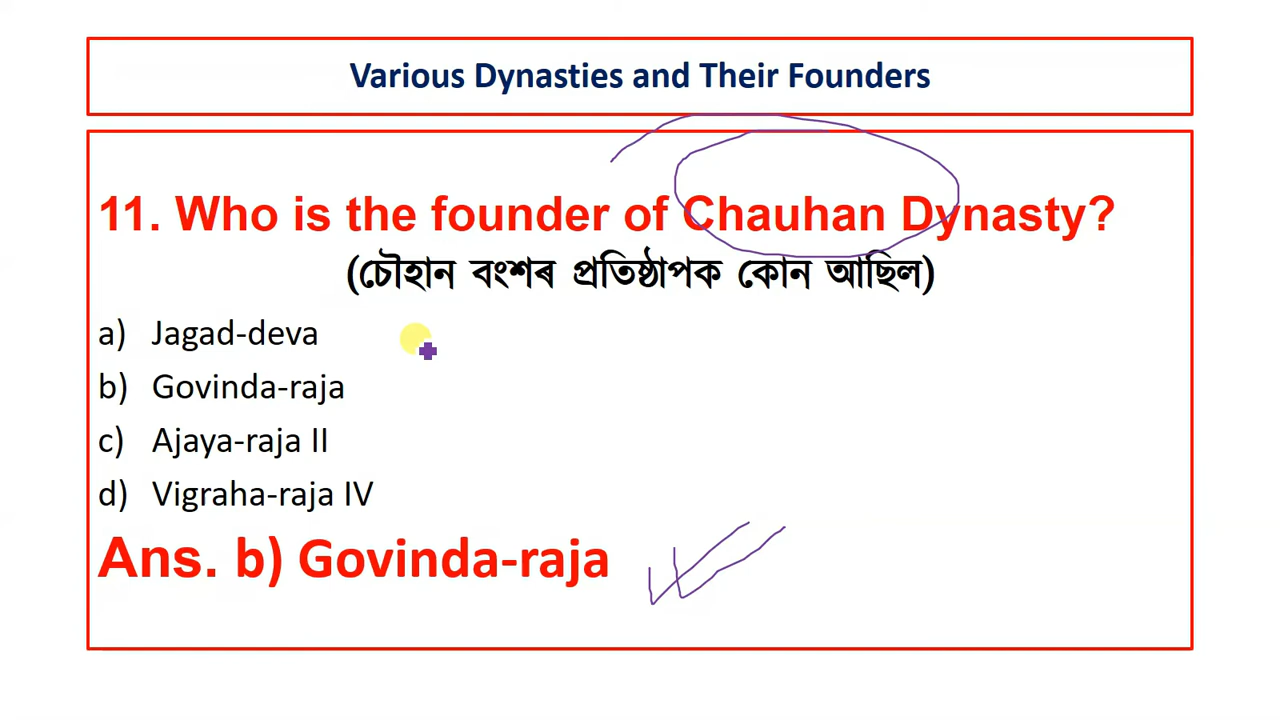 Various Dynasties and Their Founders
11. Who is the founder of Chauhan Dynasty?
(চৌহান বংশৰ প্ৰতিষ্ঠাপক কোন আছিল)
a) Jagad-deva
b) Govinda-raja
c) Ajaya-raja II
d) Vigraha-raja IV
Ans. b) Govinda-raja